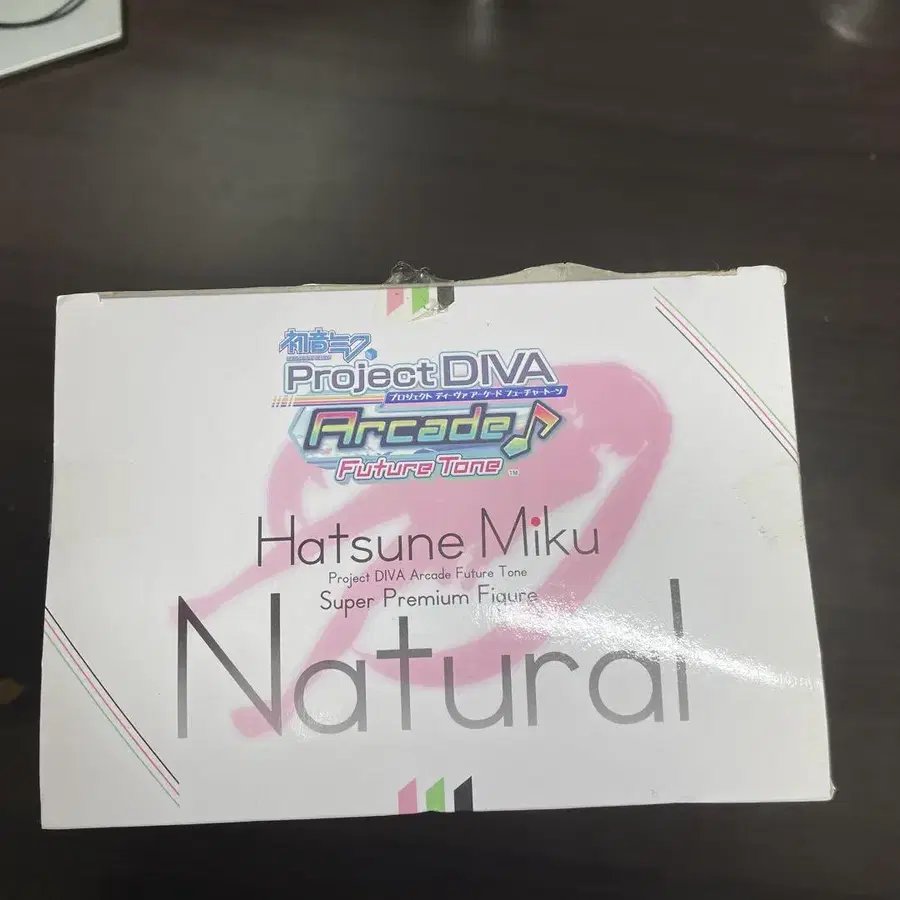 初音ミク
Project DIVA
プロジェクト ディーヴァ アーケード フューチャートーン
Arcade♪
Future Tone ™
Hatsune Miku
Project DIVA Arcade Future Tone
Super Premium Figure
Natural